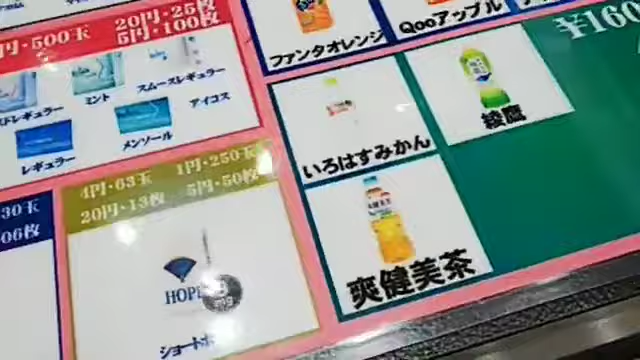 円・500玉
20円・25枚
5円・100枚
ミント
スムースレギュラー
レギュラー
メンソール
アイコス
ファンタオレンジ
Qooアップル
¥160
いろはすみかん
綾鷹
爽健美茶
30玉
06枚
4円・63玉
1円・250玉
20円・13枚
5円・50枚
HOPE
ショートホ